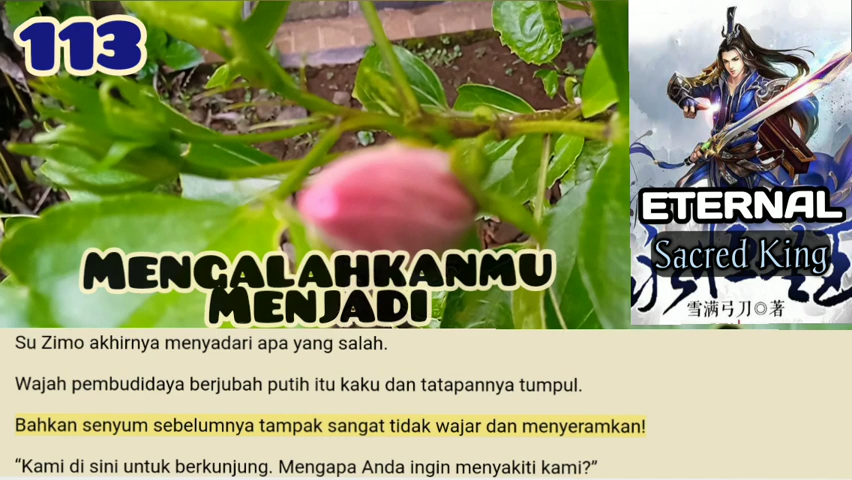 113
MENGALAHKANMU
MENJADI
ETERNAL
Sacred King
雪满弓刀◎著
Su Zimo akhirnya menyadari apa yang salah.
Wajah pembudidaya berjubah putih itu kaku dan tatapannya tumpul.
Bahkan senyum sebelumnya tampak sangat tidak wajar dan menyeramkan!
“Kami di sini untuk berkunjung. Mengapa Anda ingin menyakiti kami?”